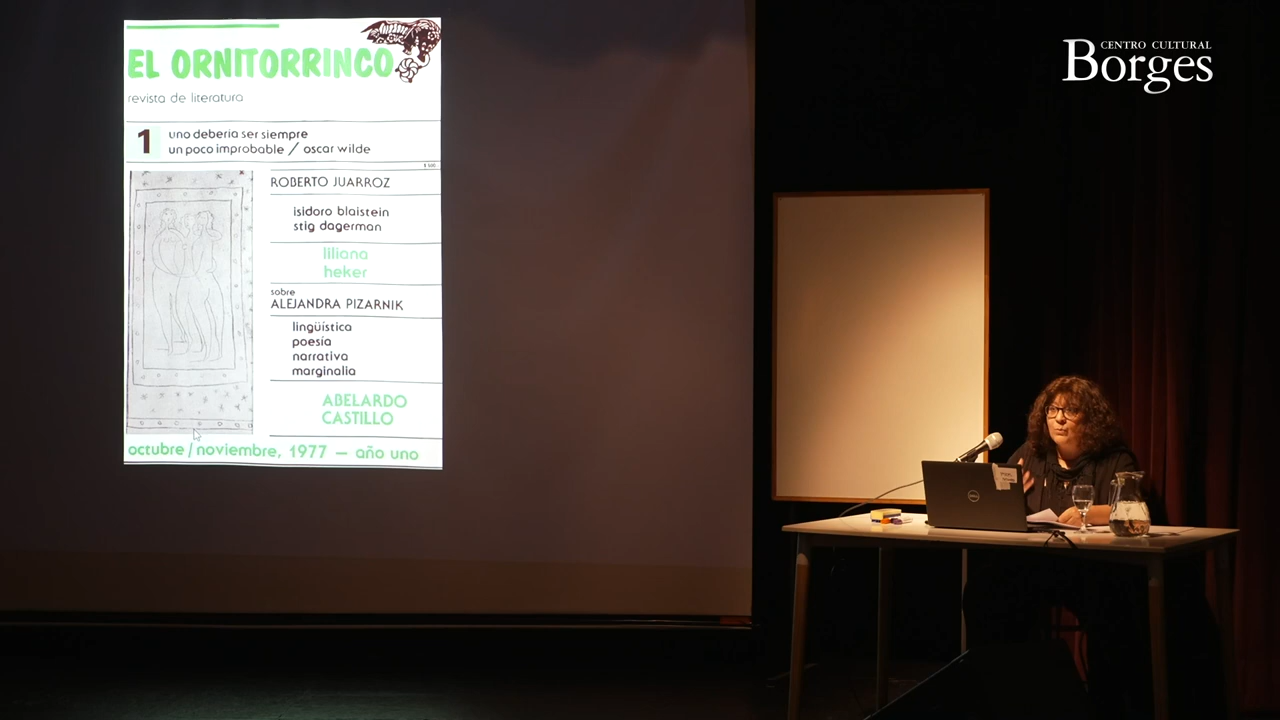 EL ORNITORRINCO
revista de literatura
1
uno debería ser siempre
un poco improbable / oscar wilde
ROBERTO JUARROZ
isidoro blaistein
stig dagerman
liliana
heker
sobre
ALEJANDRA PIZARNIK
lingüística
poesía
narrativa
marginalia
ABELARDO
CASTILLO
octubre / noviembre, 1977 — año uno
CENTRO CULTURAL
Borges
DELL